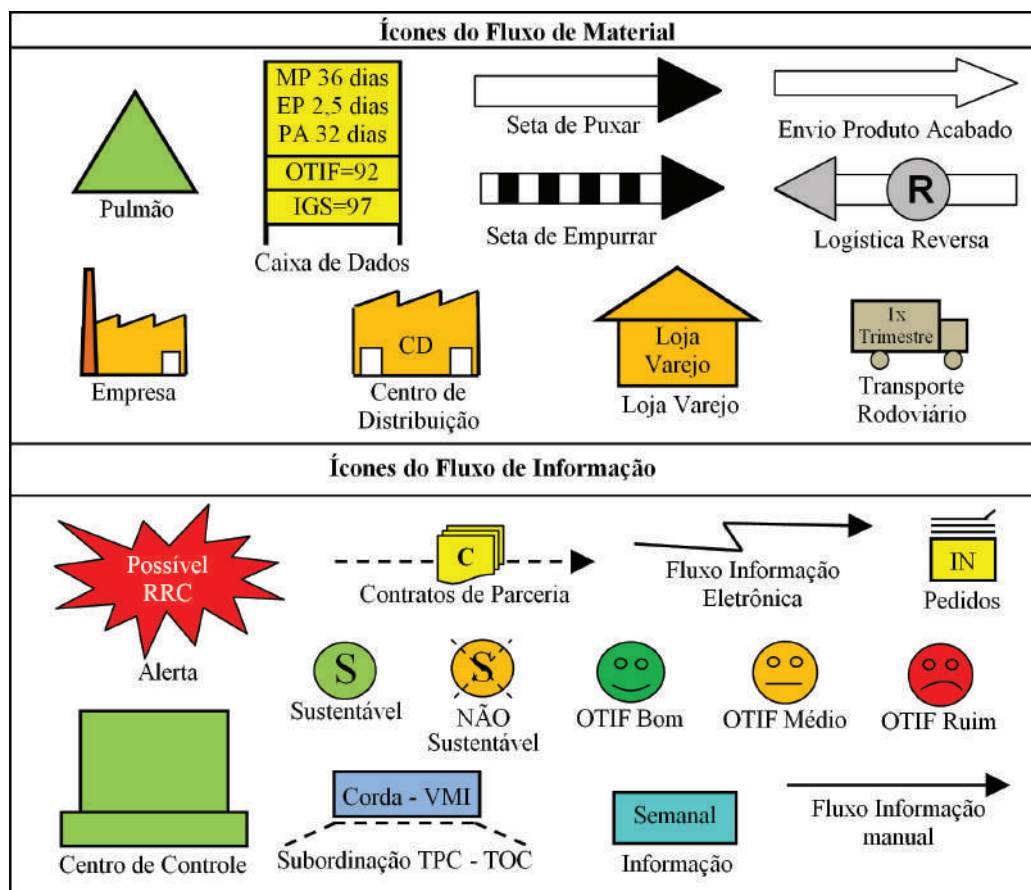 Ícones do Fluxo de Material
MP 36 dias
EP 2,5 dias
PA 32 dias
OTIF=92
IGS=97
Caixa de Dados
Pulmão
Seta de Puxar
Envio Produto Acabado
Seta de Empurrar
R
Logística Reversa
Empresa
CD
Centro de
Distribuição
Loja
Varejo
Loja Varejo
1x
Trimestre
Transporte
Rodoviário
Ícones do Fluxo de Informação
Possível
RRC
Alerta
C
Contratos de Parceria
Fluxo Informação
Eletrônica
IN
Pedidos
S
Sustentável
S
NÃO
Sustentável
OTIF Bom
OTIF Médio
OTIF Ruim
Centro de Controle
Corda - VMI
Subordinação TPC - TOC
Semanal
Informação
Fluxo Informação
manual